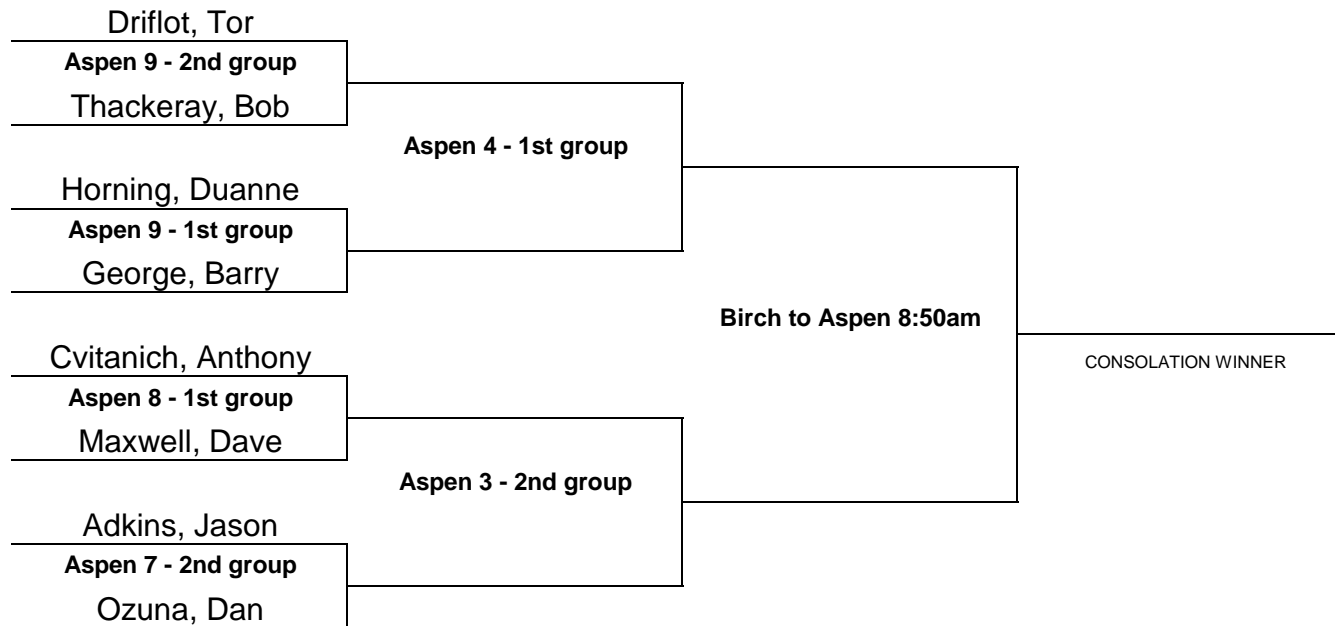 Driflot, Tor
Aspen 9 - 2nd group
Thackeray, Bob
Aspen 4 - 1st group
Horning, Duanne
Aspen 9 - 1st group
George, Barry
Birch to Aspen 8:50am
CONSOLATION WINNER
Cvitanich, Anthony
Aspen 8 - 1st group
Maxwell, Dave
Aspen 3 - 2nd group
Adkins, Jason
Aspen 7 - 2nd group
Ozuna, Dan